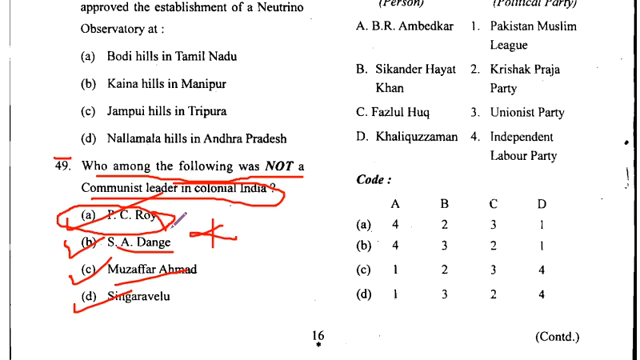 approved the establishment of a Neutrino
Observatory at :
(a) Bodi hills in Tamil Nadu
(b) Kaina hills in Manipur
(c) Jampui hills in Tripura
(d) Nallamala hills in Andhra Pradesh
49. Who among the following was NOT a
Communist leader in colonial India ?
(a) P. C. Roy
(b) S. A. Dange
(c) Muzaffar Ahmad
(d) Singaravelu
(Person) (Political Party)
A. B.R. Ambedkar 1. Pakistan Muslim
League
B. Sikander Hayat 2. Krishak Praja
Khan Party
C. Fazlul Huq 3. Unionist Party
D. Khaliquzzaman 4. Independent
Labour Party
Code :
A B C D
(a) 4 2 3 1
(b) 4 3 2 1
(c) 1 2 3 4
(d) 1 3 2 4
16
(Contd.)